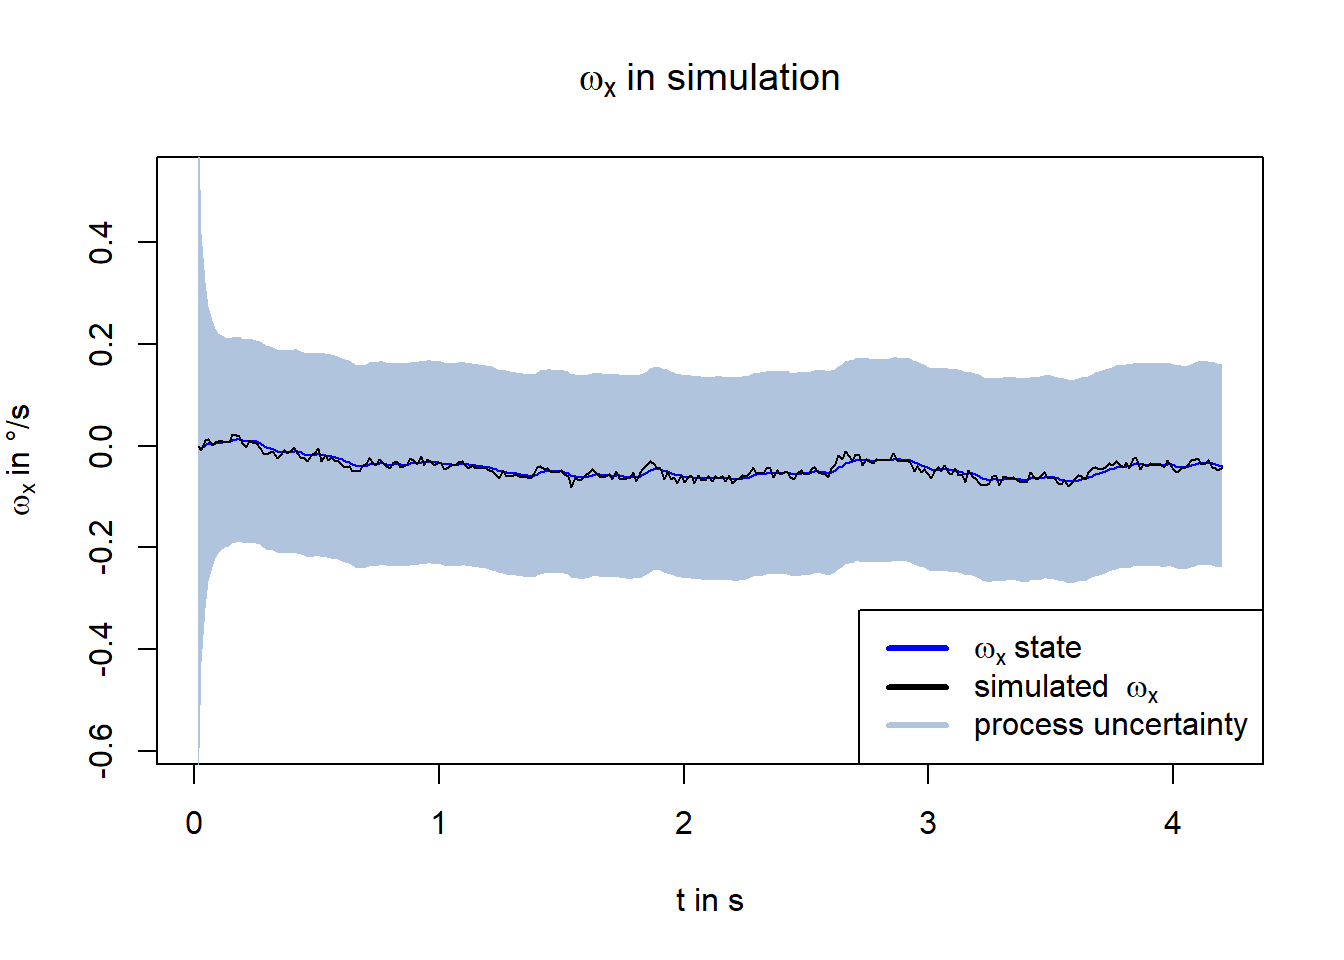 ωx in simulation
ωx in °/s
0.4
0.2
0.0
-0.2
-0.4
-0.6
ωx state
simulated ωx
process uncertainty
0 1 2 3 4
t in s